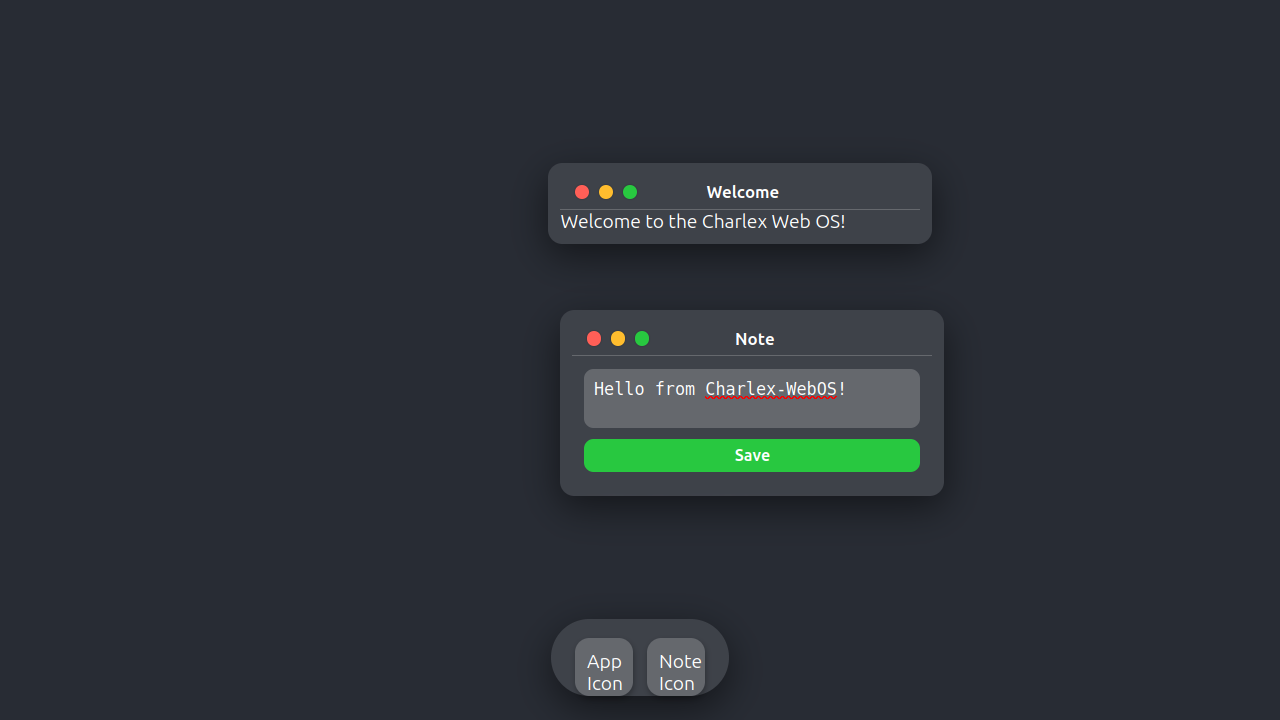 Welcome
Welcome to the Charlex Web OS!
Note
Hello from Charlex-WebOS!
Save
App
Icon
Note
Icon